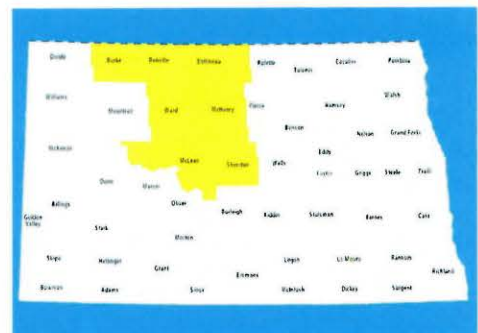 Divide
Burke
Renville
Bottineau
Rolette
Towner
Cavalier
Pembina
Williams
Mountrail
Ward
McHenry
Pierce
Ramsey
Walsh
Benson
Nelson
Grand Forks
McKenzie
McLean
Sheridan
Wells
Eddy
Foster
Griggs
Steele
Traill
Dunn
Mercer
Oliver
Billings
Golden
Valley
Stark
Burleigh
Kidder
Stutsman
Barnes
Cass
Morton
Slope
Hettinger
Grant
Emmons
Logan
La Moure
Ransom
Richland
Bowman
Adams
Sioux
McIntosh
Dickey
Sargent